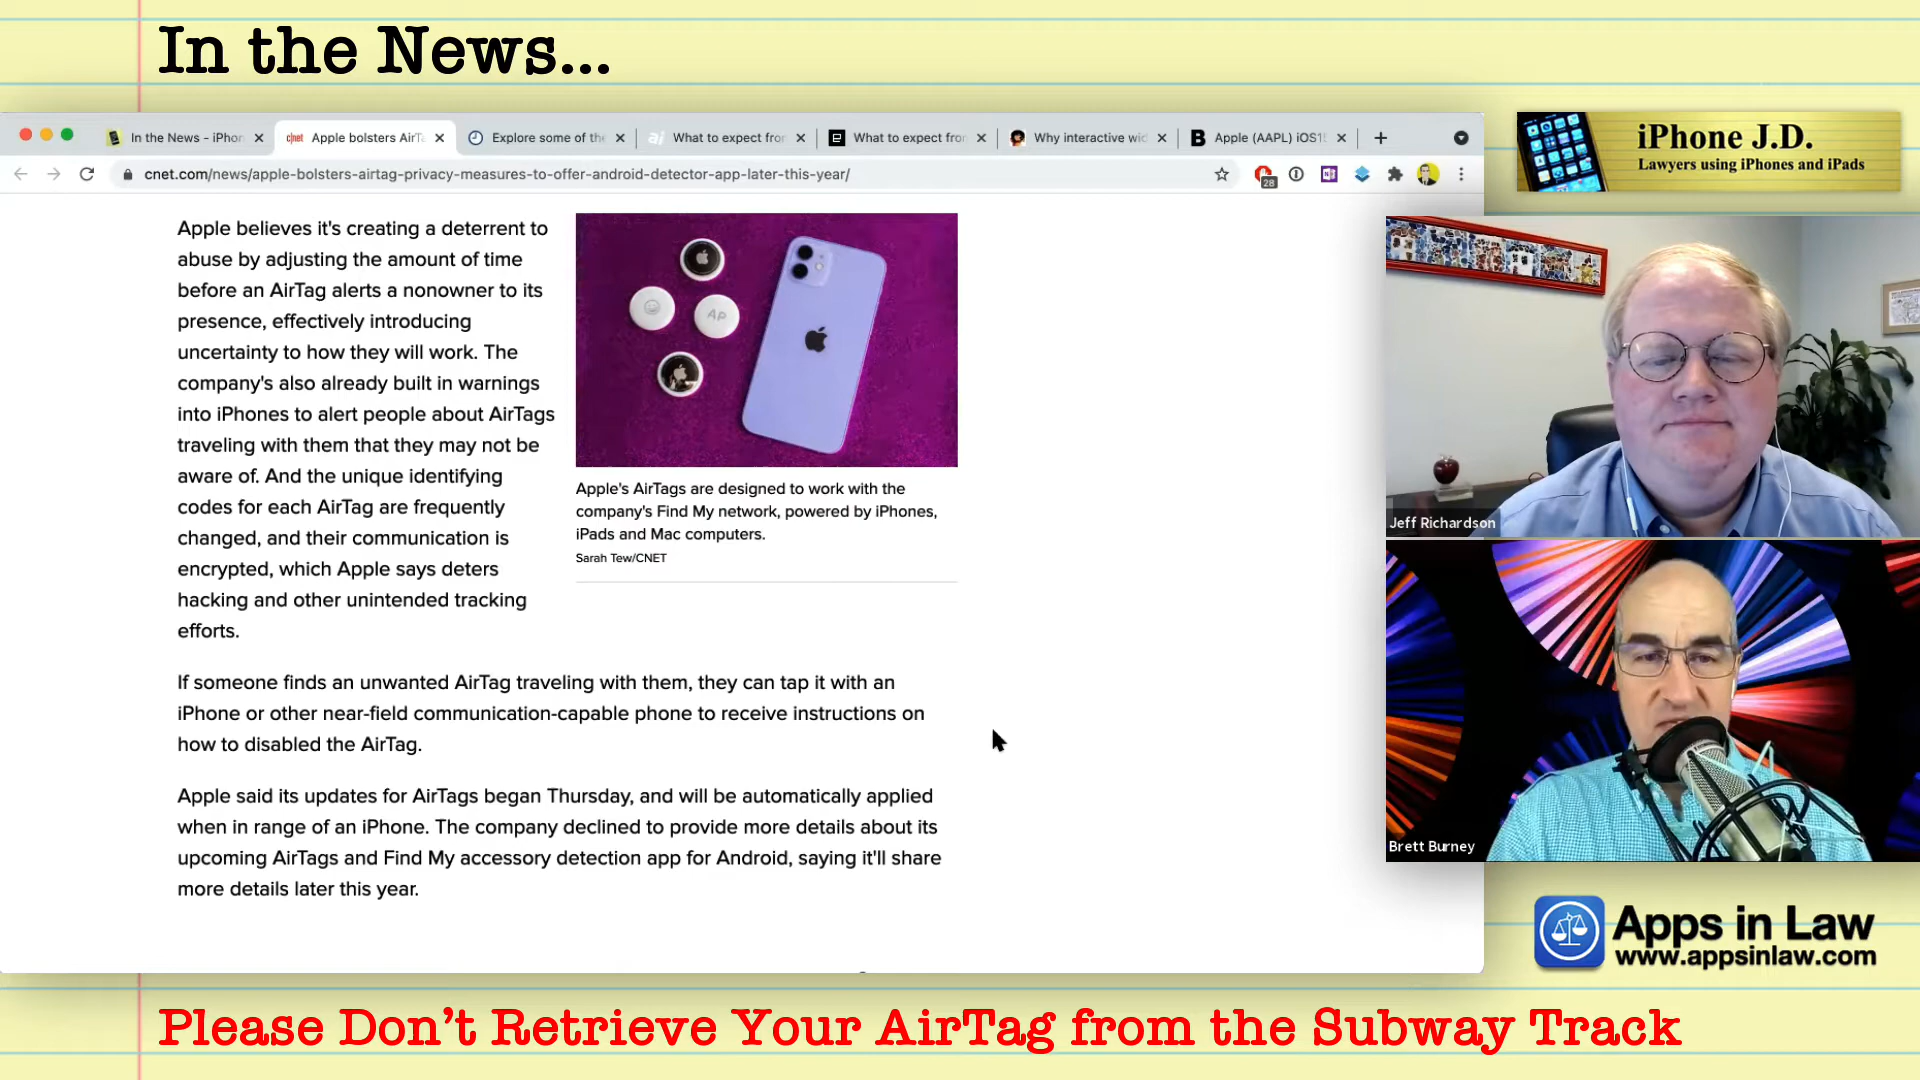 In the News...
In the News - iPhon
cnet
Apple bolsters AirTa
Explore some of the
ai
What to expect fror
What to expect fror
Why interactive wid
B
Apple (AAPL) iOS15
cnet.com/news/apple-bolsters-airtag-privacy-measures-to-offer-android-detector-app-later-this-year/
28
iPhone J.D.
Lawyers using iPhones and iPads
Apple believes it's creating a deterrent to
abuse by adjusting the amount of time
before an AirTag alerts a nonowner to its
presence, effectively introducing
uncertainty to how they will work. The
company's also already built in warnings
into iPhones to alert people about AirTags
traveling with them that they may not be
aware of. And the unique identifying
codes for each AirTag are frequently
changed, and their communication is
encrypted, which Apple says deters
hacking and other unintended tracking
efforts.
AP
Apple's AirTags are designed to work with the
company's Find My network, powered by iPhones,
iPads and Mac computers.
Sarah Tew/CNET
If someone finds an unwanted AirTag traveling with them, they can tap it with an
iPhone or other near-field communication-capable phone to receive instructions on
how to disabled the AirTag.
Apple said its updates for AirTags began Thursday, and will be automatically applied
when in range of an iPhone. The company declined to provide more details about its
upcoming AirTags and Find My accessory detection app for Android, saying it'll share
more details later this year.
Jeff Richardson
Brett Burney
Apps in Law
www.appsinlaw.com
Please Don't Retrieve Your AirTag from the Subway Track